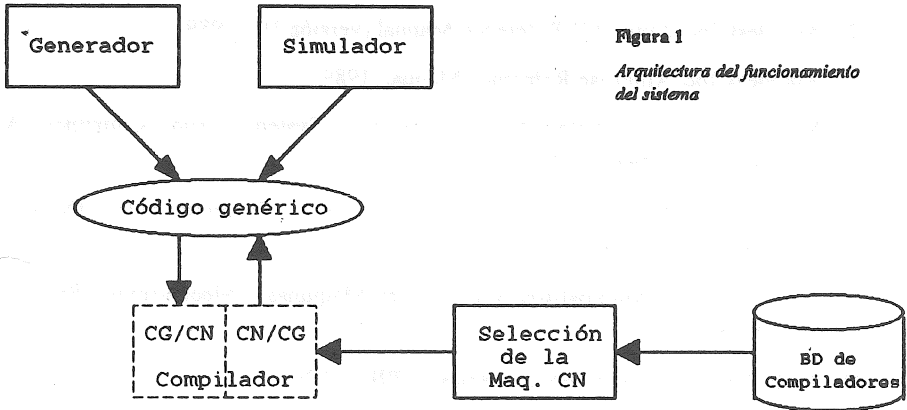 Generador
Simulador
Figura 1
Arquitectura del funcionamiento
del sistema
Código genérico
CG/CN CN/CG
Compilador
Selección
de la
Maq. CN
BD de
Compiladores